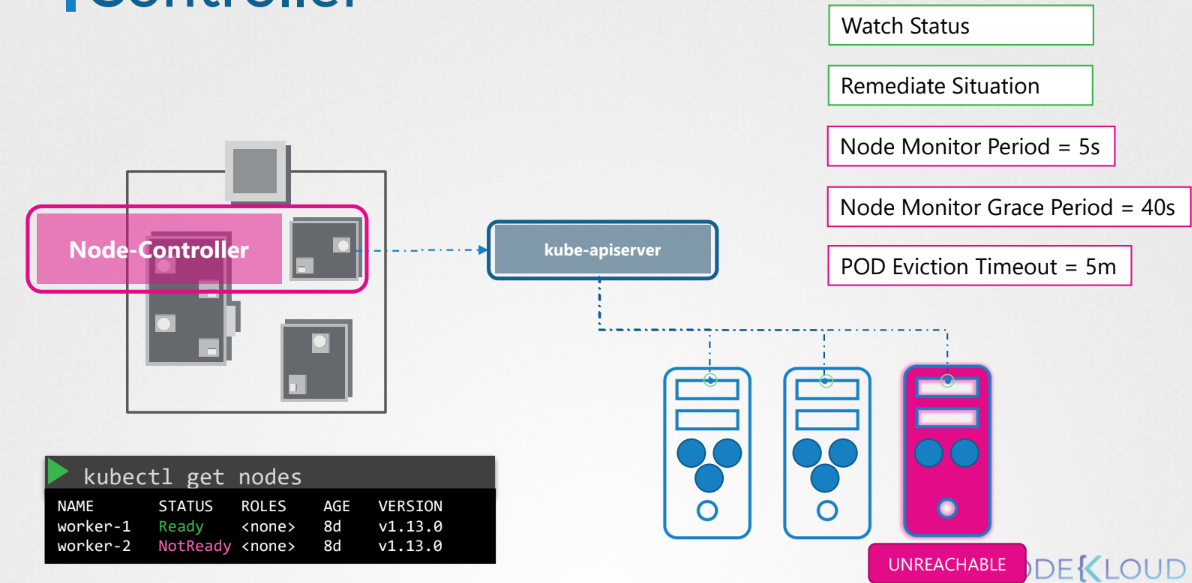 Controller
Watch Status
Remediate Situation
Node Monitor Period = 5s
Node Monitor Grace Period = 40s
POD Eviction Timeout = 5m
Node-Controller
kube-apiserver
kubectl get nodes
NAME STATUS ROLES AGE VERSION
worker-1 Ready <none> 8d v1.13.0
worker-2 NotReady <none> 8d v1.13.0
UNREACHABLE